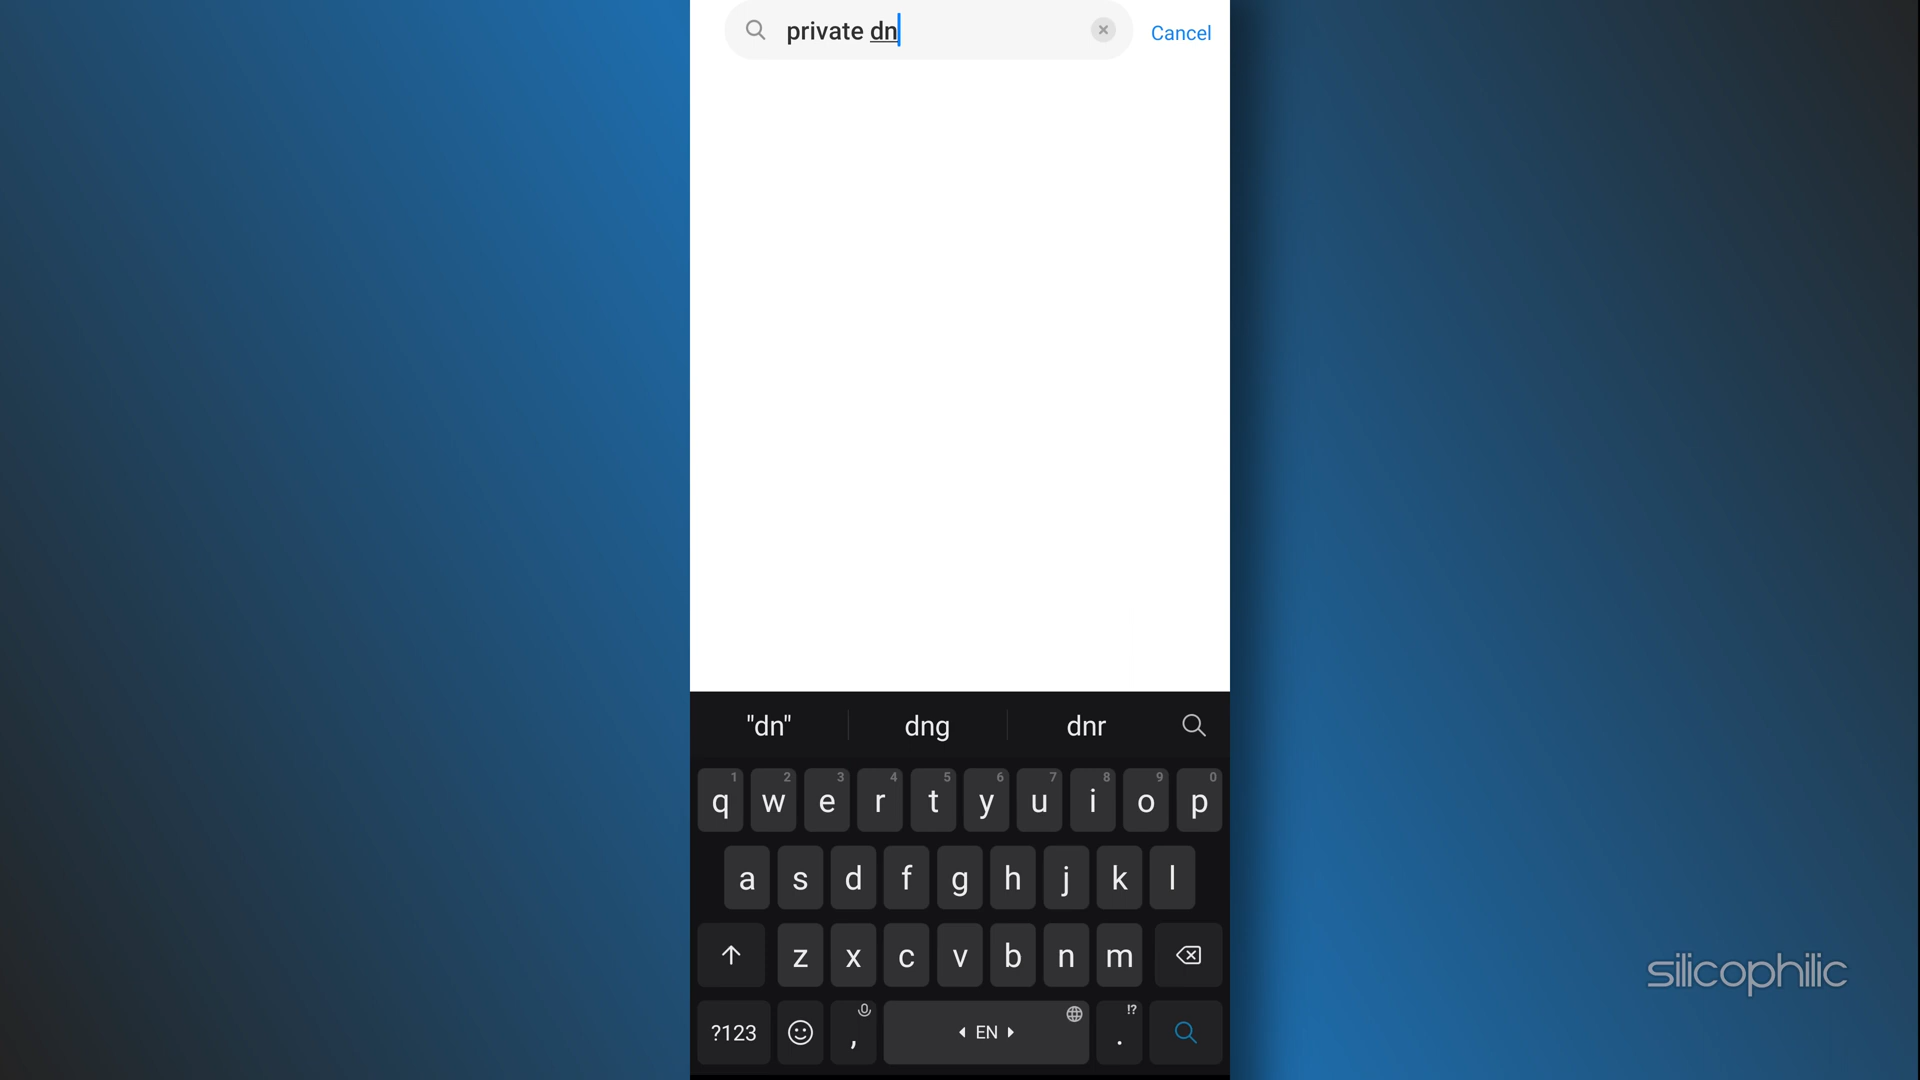 private dn
Cancel
"dn" dng dnr
1 2 3 4 5 6 7 8 9 0
q w e r t y u i o p
a s d f g h j k l
z x c v b n m
!?
?123 , EN .
silicophilic